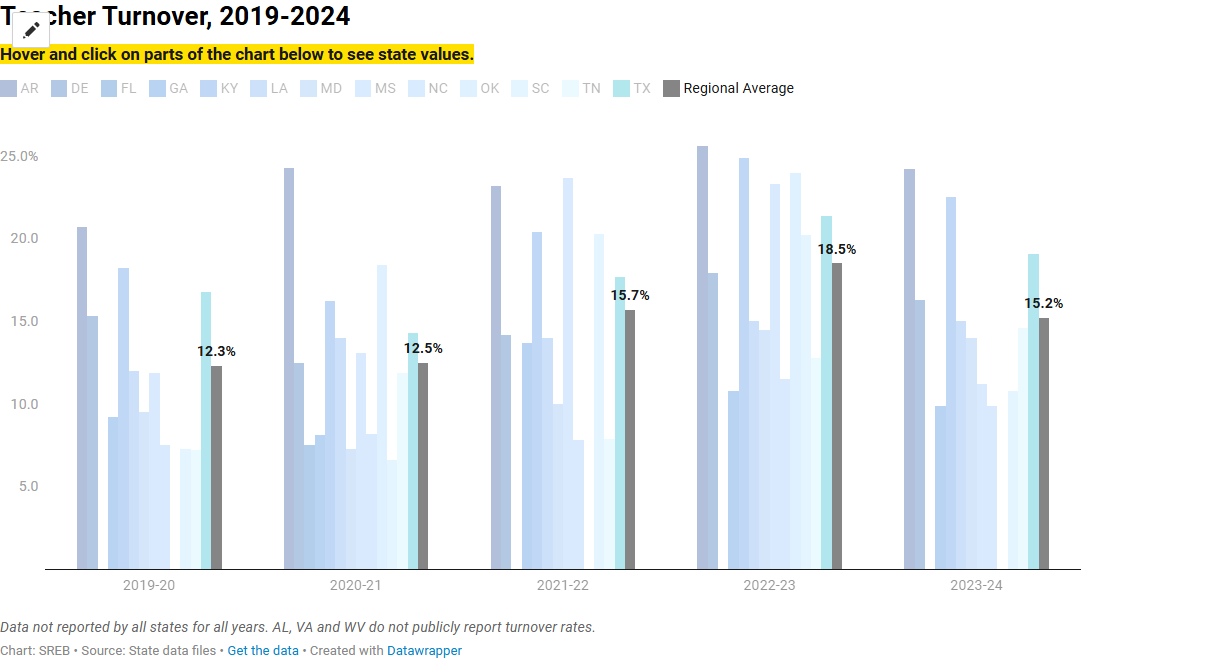 Teacher Turnover, 2019-2024
Hover and click on parts of the chart below to see state values.
AR DE FL GA KY LA MD MS NC OK SC TN TX Regional Average
25.0%
20.0
15.0
10.0
5.0
12.3%
12.5%
15.7%
18.5%
15.2%
2019-20 2020-21 2021-22 2022-23 2023-24
Data not reported by all states for all years. AL, VA and WV do not publicly report turnover rates.
Chart: SREB • Source: State data files • Get the data • Created with Datawrapper